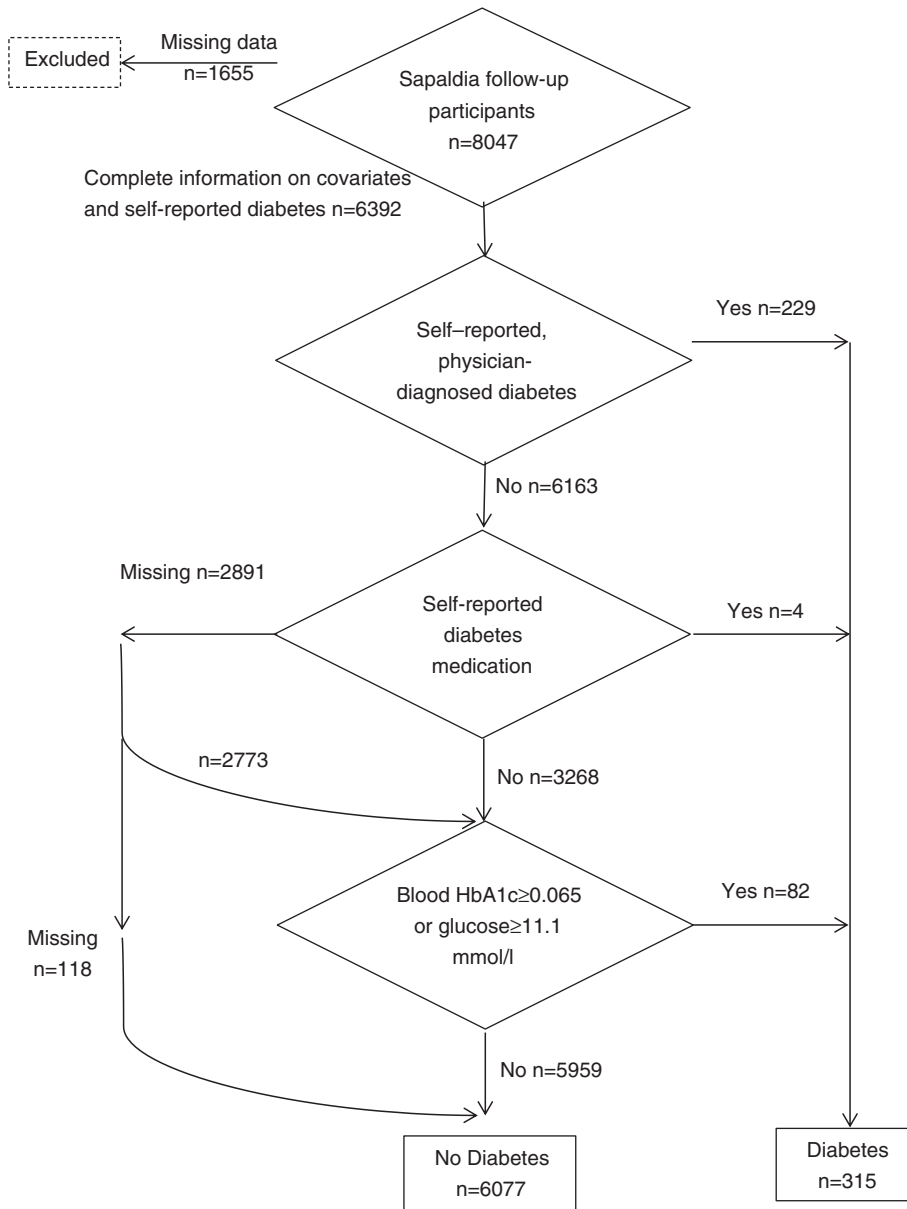 Excluded
Missing data
n=1655
Sapaldia follow-up
participants
n=8047
Complete information on covariates
and self-reported diabetes n=6392
Self–reported,
physician-
diagnosed diabetes
Yes n=229
No n=6163
Missing n=2891
Self-reported
diabetes
medication
Yes n=4
n=2773
No n=3268
Blood HbA1c≥0.065
or glucose≥11.1
mmol/l
Yes n=82
Missing
n=118
No n=5959
No Diabetes
n=6077
Diabetes
n=315